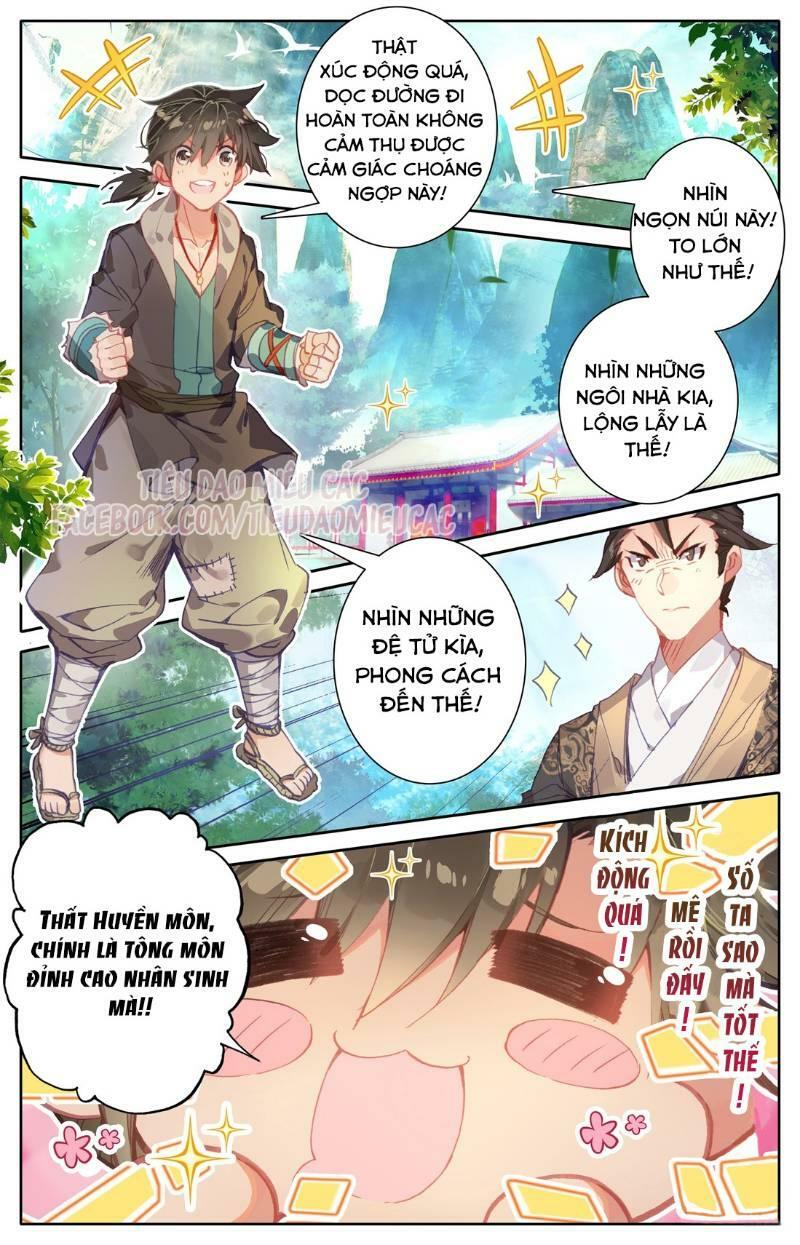 THẬT
XÚC ĐỘNG QUÁ,
DỌC ĐƯỜNG ĐI
HOÀN TOÀN KHÔNG
CẢM THỤ ĐƯỢC
CẢM GIÁC CHOÁNG
NGỢP NÀY!
NHÌN
NGỌN NÚI NÀY!
TO LỚN
NHƯ THẾ!
NHÌN NHỮNG
NGÔI NHÀ KIA,
LỘNG LẪY LÀ
THẾ!
TIÊU DAO MIÊU CÁC
FACEBOOK.COM/TIEUDAOMIEUCAC
NHÌN NHỮNG
ĐỆ TỬ KÌA,
PHONG CÁCH
ĐẾN THẾ!
THẤT HUYỀN MÔN,
CHÍNH LÀ TÔNG MÔN
ĐỈNH CAO NHÂN SINH
MÀ!!
KÍCH
ĐỘNG
QUÁ!
MÊ
RỒI
ĐẤY!
SỐ
TA
SAO
MÀ
TỐT
THẾ!